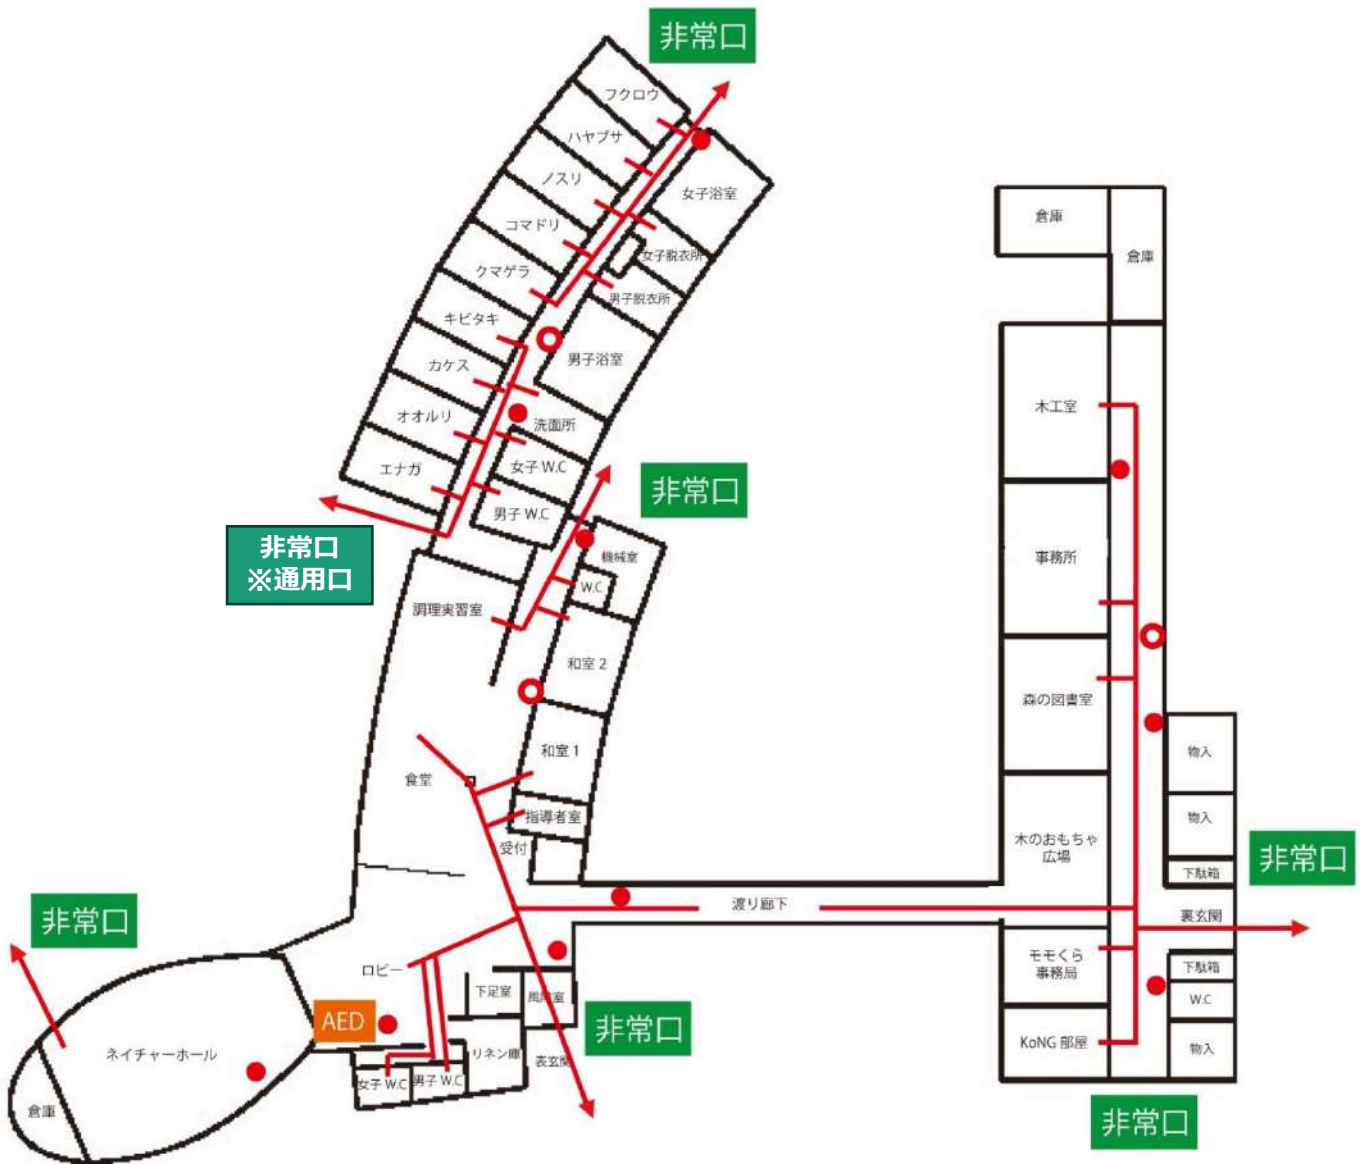 非常口
フクロウ
ハヤブサ
ノスリ
コマドリ
クマゲラ
キビタキ
カケス
オオルリ
エナガ
女子浴室
女子脱衣所
男子脱衣所
男子浴室
洗面所
女子 W.C
男子 W.C
非常口
※通用口
非常口
機械室
W.C
調理実習室
和室 2
和室 1
食堂
指導者室
受付
渡り廊下
非常口
ロビー
AED
ネイチャーホール
倉庫
下足室
風除室
リネン庫
女子 W.C
男子 W.C
表玄関
非常口
倉庫
倉庫
木工室
事務所
森の図書室
木のおもちゃ
広場
モモくら
事務局
KoNG 部屋
物入
物入
下駄箱
裏玄関
非常口
下駄箱
W.C
物入
非常口